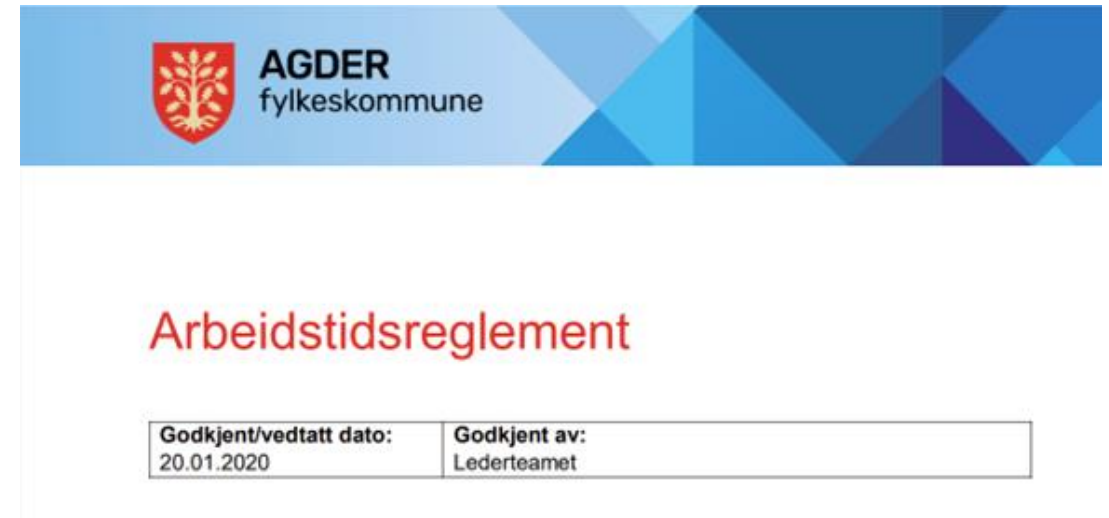 AGDER
fylkeskommune
Arbeidstidsreglement
Godkjent/vedtatt dato: Godkjent av:
20.01.2020 Lederteamet